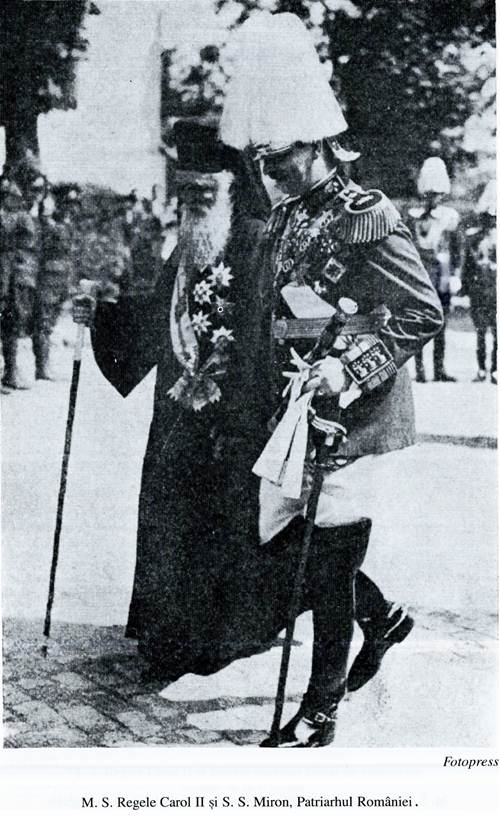 Fotopress
M. S. Regele Carol II și S. S. Miron, Patriarhul României.